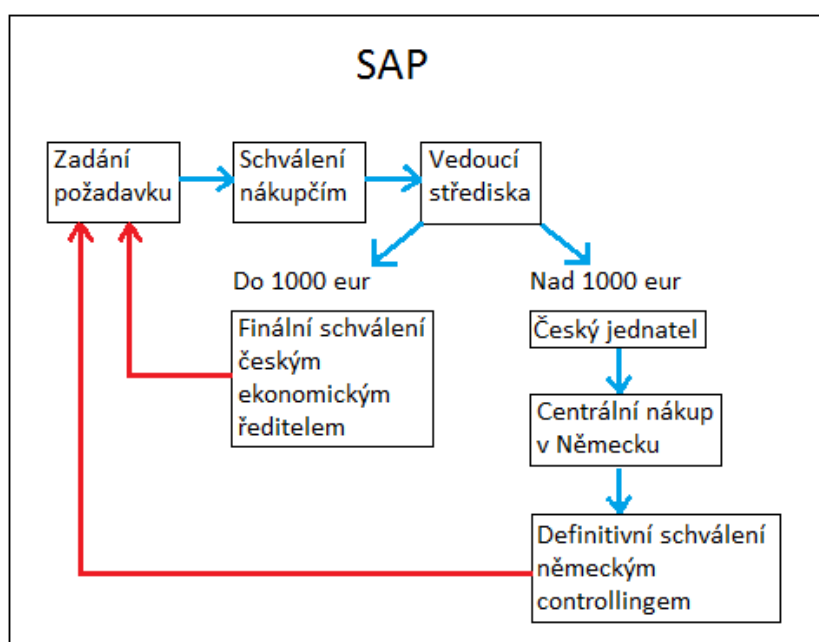 SAP
Zadání
požadavku
Schválení
nákupčím
Vedoucí
střediska
Do 1000 eur
Finální schválení
českým
ekonomickým
ředitelem
Nad 1000 eur
Český jednatel
Centrální nákup
v Německu
Definitivní schválení
německým
controllingem